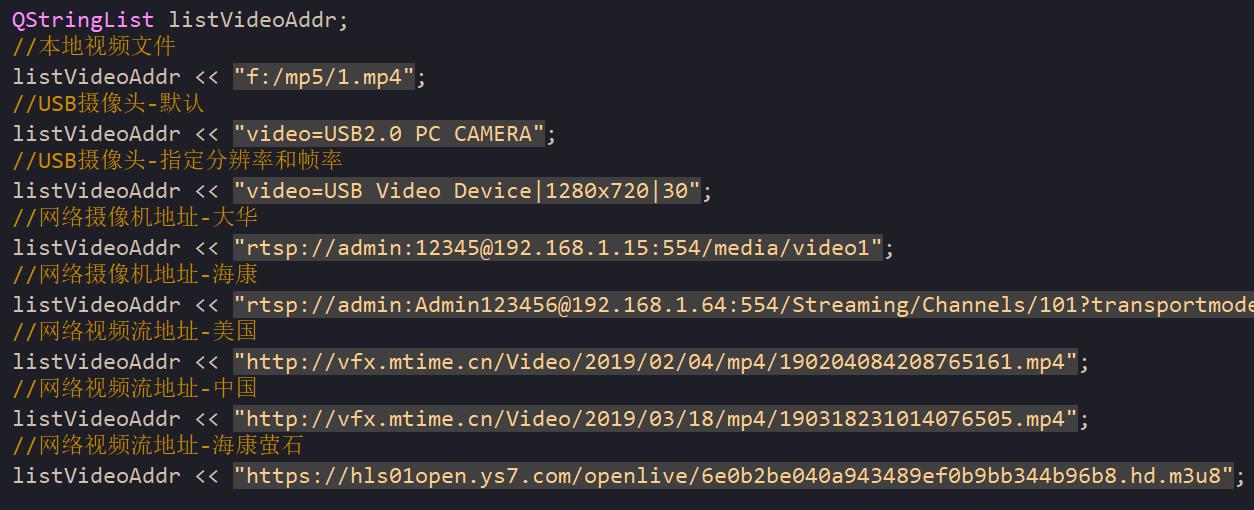 QStringList listVideoAddr;
//本地视频文件
listVideoAddr << "f:/mp5/1.mp4";
//USB摄像头-默认
listVideoAddr << "video=USB2.0 PC CAMERA";
//USB摄像头-指定分辨率和帧率
listVideoAddr << "video=USB Video Device|1280x720|30";
//网络摄像机地址-大华
listVideoAddr << "rtsp://admin:12345@192.168.1.15:554/media/video1";
//网络摄像机地址-海康
listVideoAddr << "rtsp://admin:Admin123456@192.168.1.64:554/Streaming/Channels/101?transportmode
//网络视频流地址-美国
listVideoAddr << "http://vfx.mtime.cn/Video/2019/02/04/mp4/190204084208765161.mp4";
//网络视频流地址-中国
listVideoAddr << "http://vfx.mtime.cn/Video/2019/03/18/mp4/190318231014076505.mp4";
//网络视频流地址-海康萤石
listVideoAddr << "https://hls01open.ys7.com/openlive/6e0b2be040a943489ef0b9bb344b96b8.hd.m3u8";